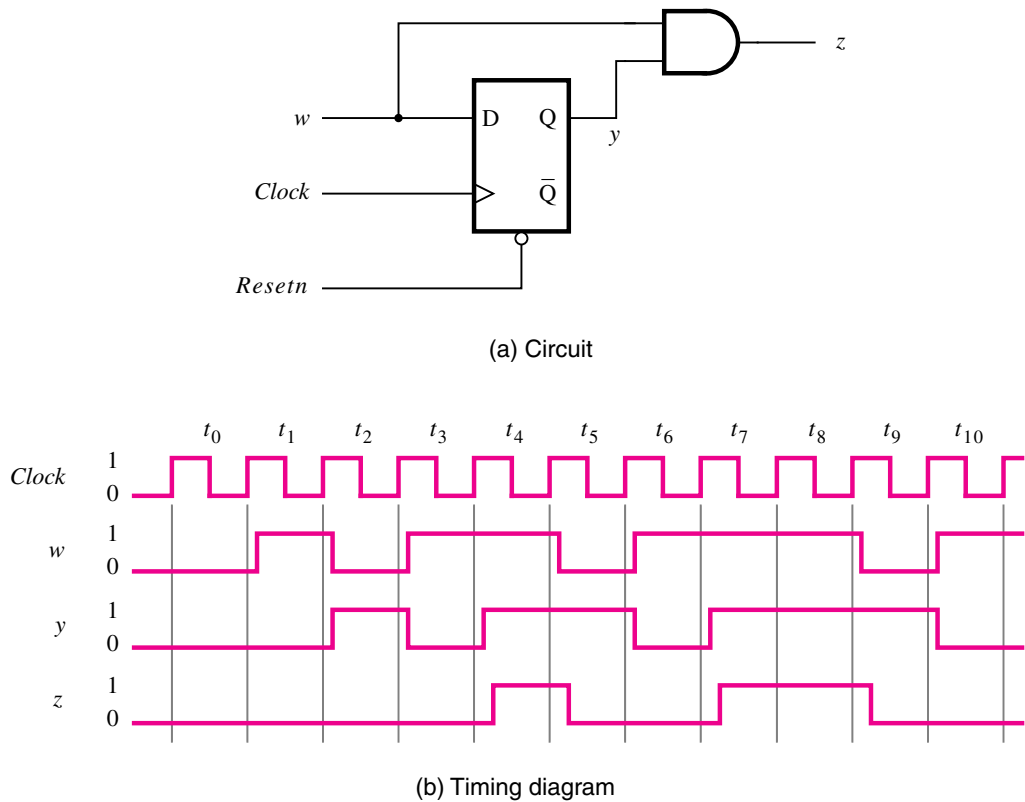 z
w
D Q
y
Clock
Q̅
Resetn
(a) Circuit
t₀ t₁ t₂ t₃ t₄ t₅ t₆ t₇ t₈ t₉ t₁₀
1
Clock
0
1
w
0
1
y
0
1
z
0
(b) Timing diagram